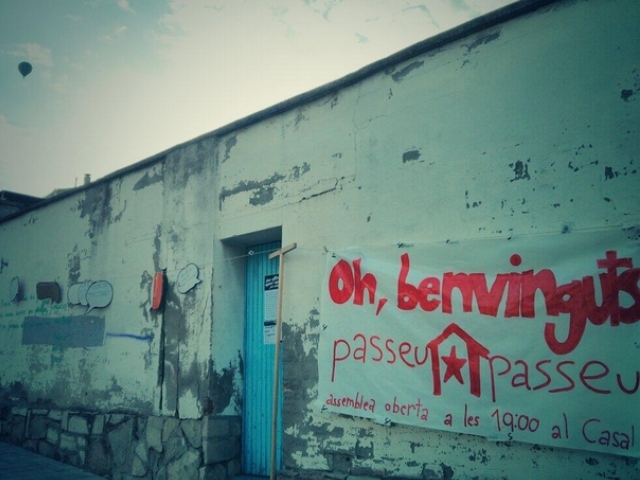 Oh, benvinguts
passeu passeu
assemblea oberta a les 19:00 al Casal